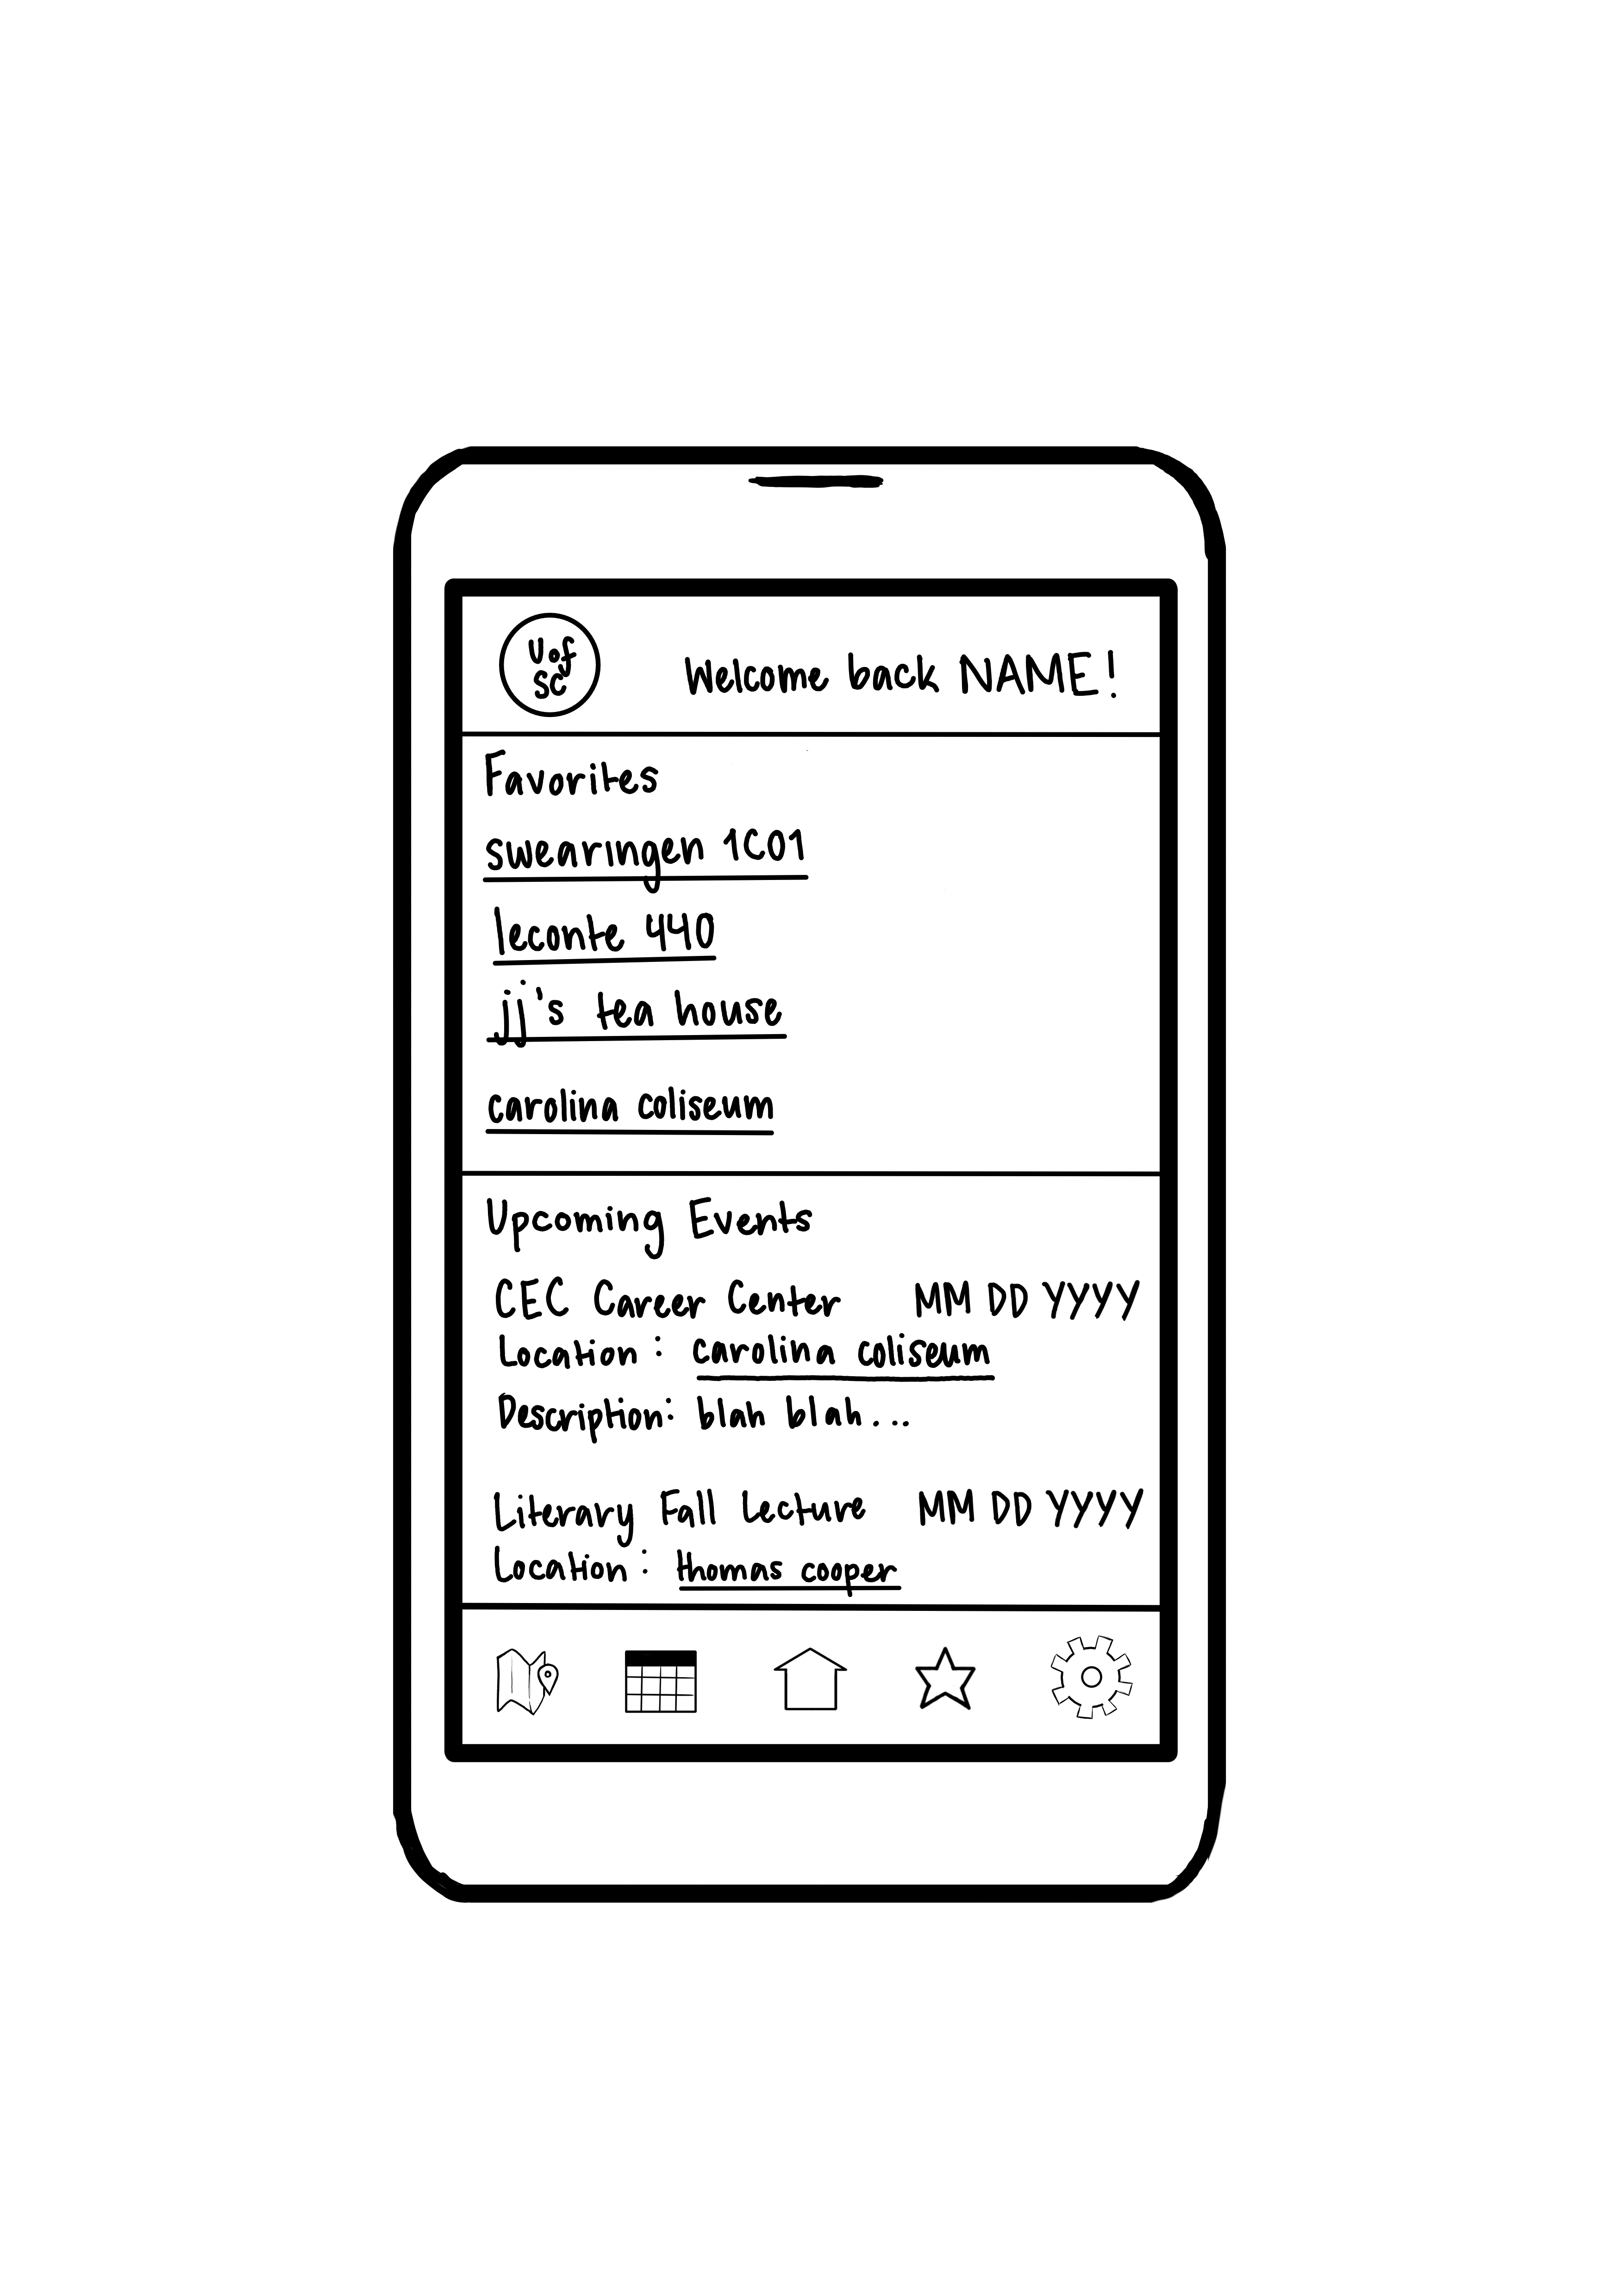 Uof
SC
Welcome back NAME!
Favorites
swearingen 1C01
leconte 440
jj's tea house
carolina coliseum
Upcoming Events
CEC Career Center MM DD YYYY
Location: carolina coliseum
Description: blah blah...
Literary Fall Lecture MM DD YYYY
Location: thomas cooper